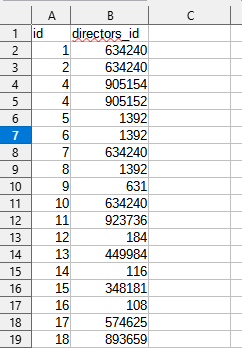 A B C
1 id directors_id
2 1 634240
3 2 634240
4 4 905154
5 4 905152
6 5 1392
7 6 1392
8 7 634240
9 8 1392
10 9 631
11 10 634240
12 11 923736
13 12 184
14 13 449984
15 14 116
16 15 348181
17 16 108
18 17 574625
19 18 893659